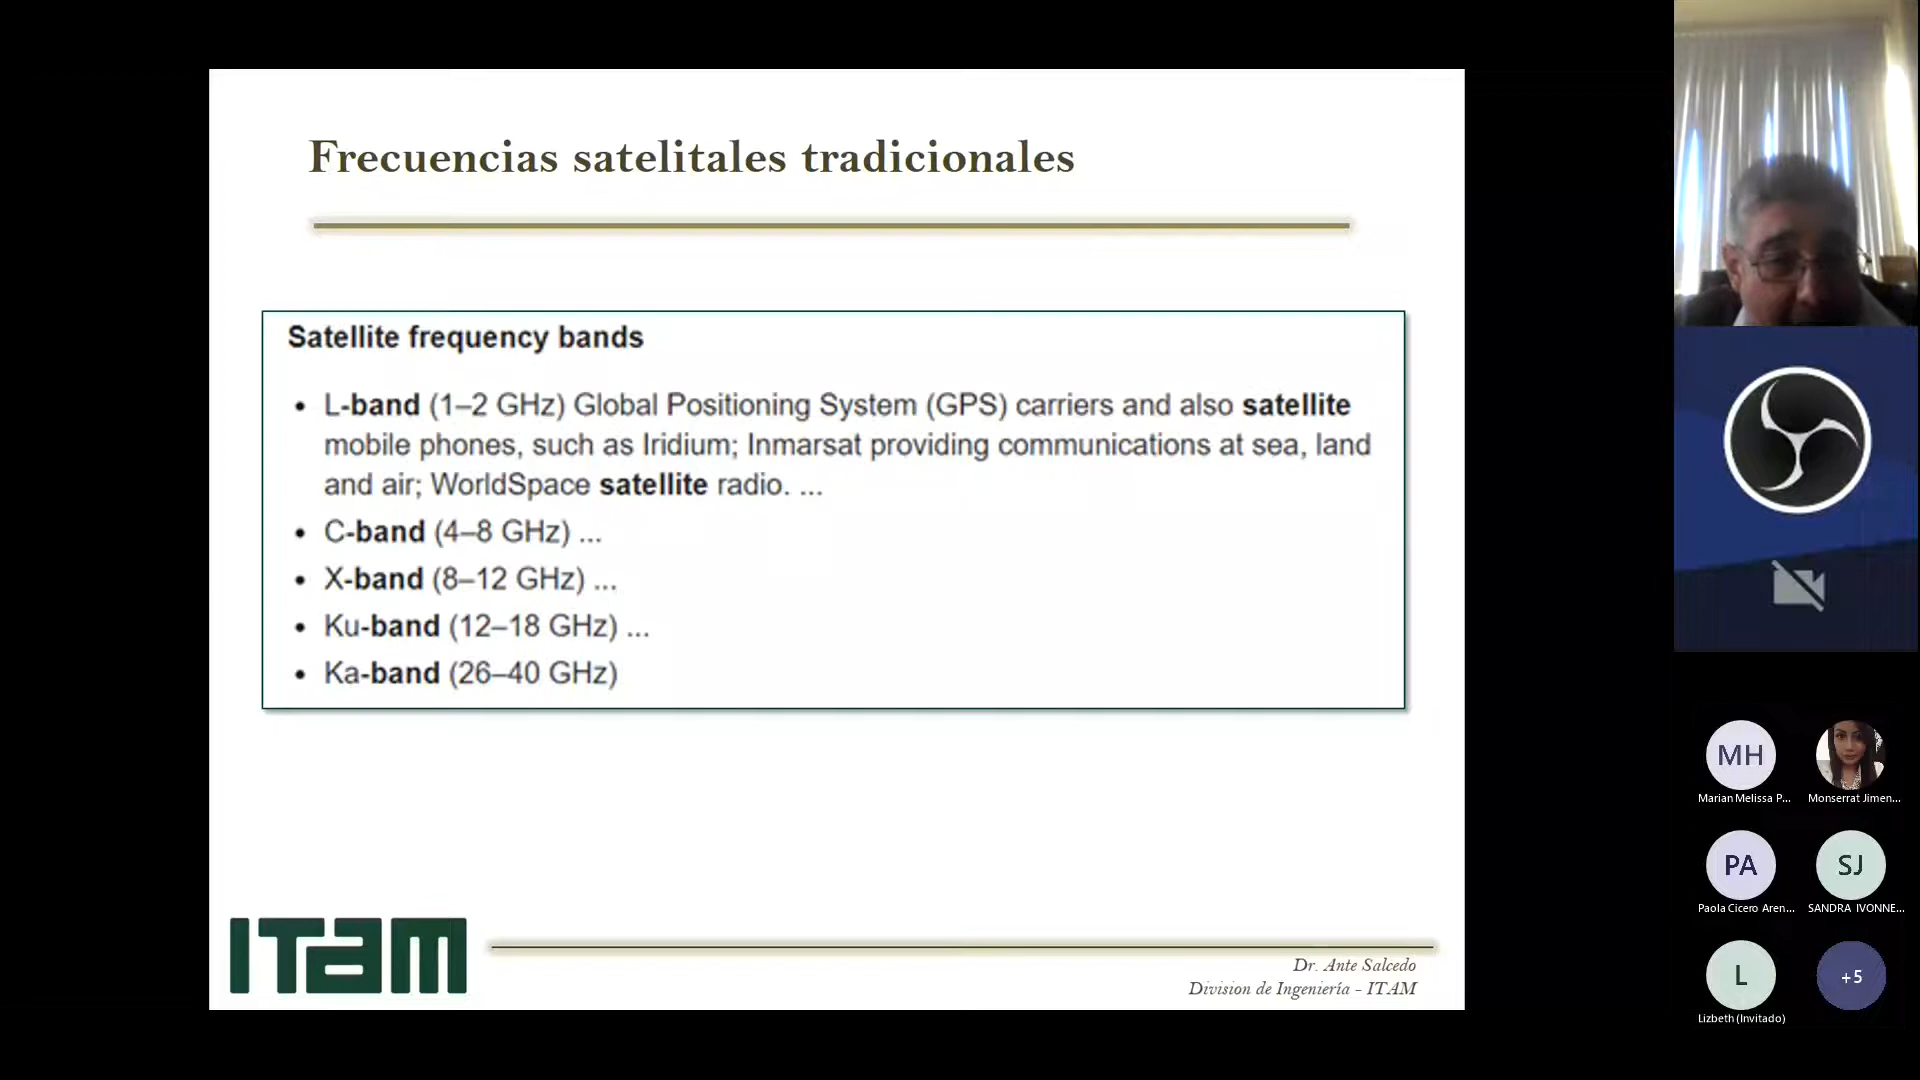 Frecuencias satelitales tradicionales
Satellite frequency bands
• L-band (1–2 GHz) Global Positioning System (GPS) carriers and also satellite
mobile phones, such as Iridium; Inmarsat providing communications at sea, land
and air; WorldSpace satellite radio. ...
• C-band (4–8 GHz) ...
• X-band (8–12 GHz) ...
• Ku-band (12–18 GHz) ...
• Ka-band (26–40 GHz)
ITAM
Dr. Ante Salcedo
Division de Ingeniería - ITAM
MH
Marian Melissa P...
Monserrat Jimen...
PA
Paola Cicero Aren...
SJ
SANDRA IVONNE...
L
Lizbeth (Invitado)
+5